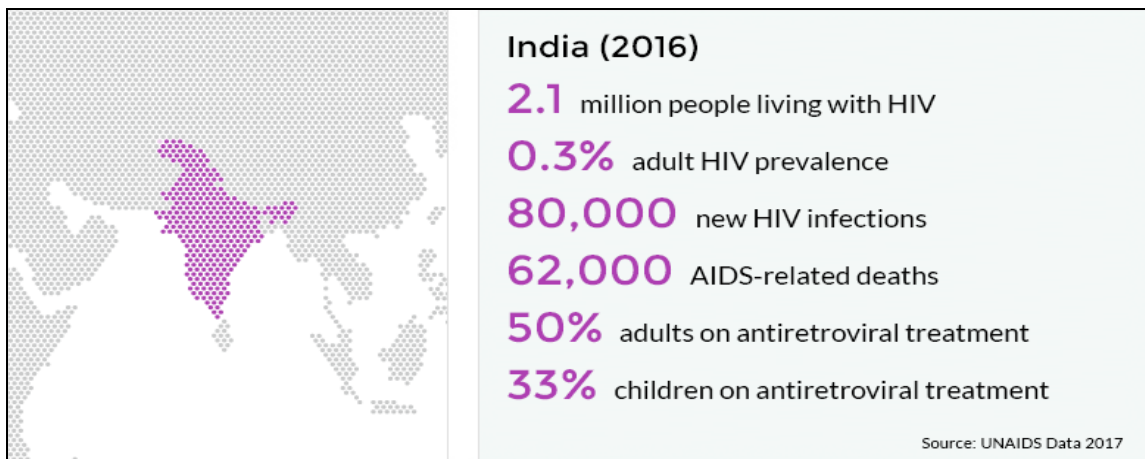 India (2016)
2.1 million people living with HIV
0.3% adult HIV prevalence
80,000 new HIV infections
62,000 AIDS-related deaths
50% adults on antiretroviral treatment
33% children on antiretroviral treatment
Source: UNAIDS Data 2017